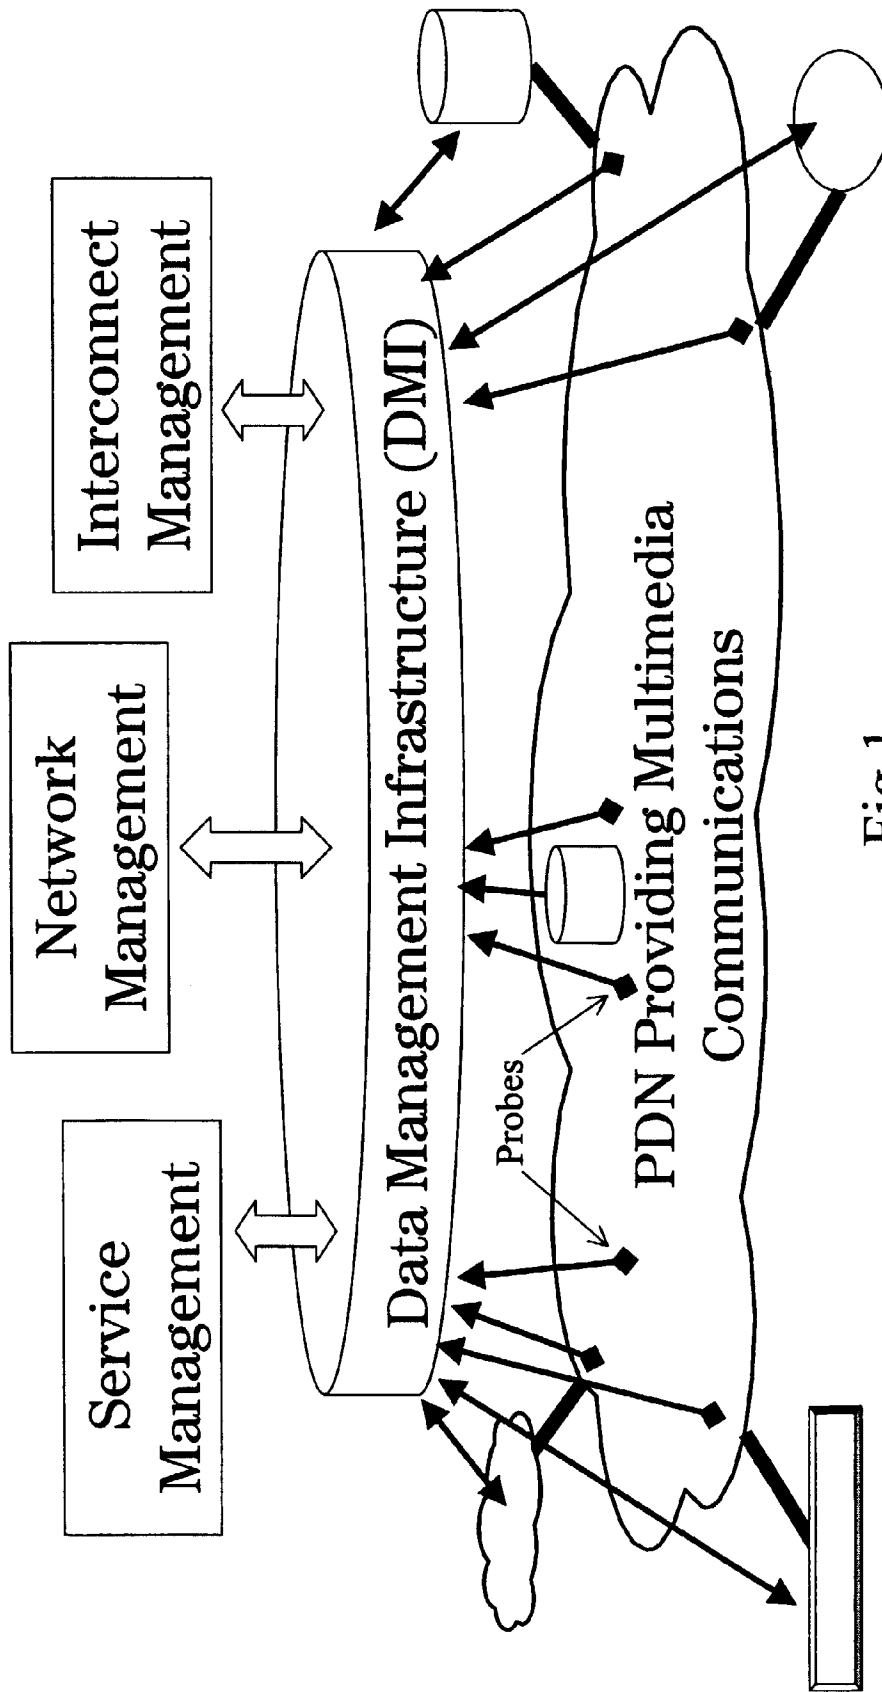 Service
Management
Network
Management
Interconnect
Management
Data Management Infrastructure (DMI)
Probes
PDN Providing Multimedia
Communications
Fig.1